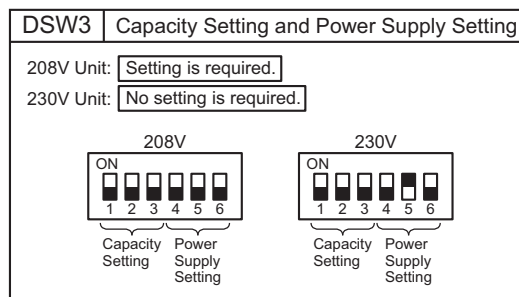 DSW3 Capacity Setting and Power Supply Setting
208V Unit: Setting is required.
230V Unit: No setting is required.
208V
ON
1 2 3 4 5 6
Capacity Setting
Power Supply Setting
230V
ON
1 2 3 4 5 6
Capacity Setting
Power Supply Setting